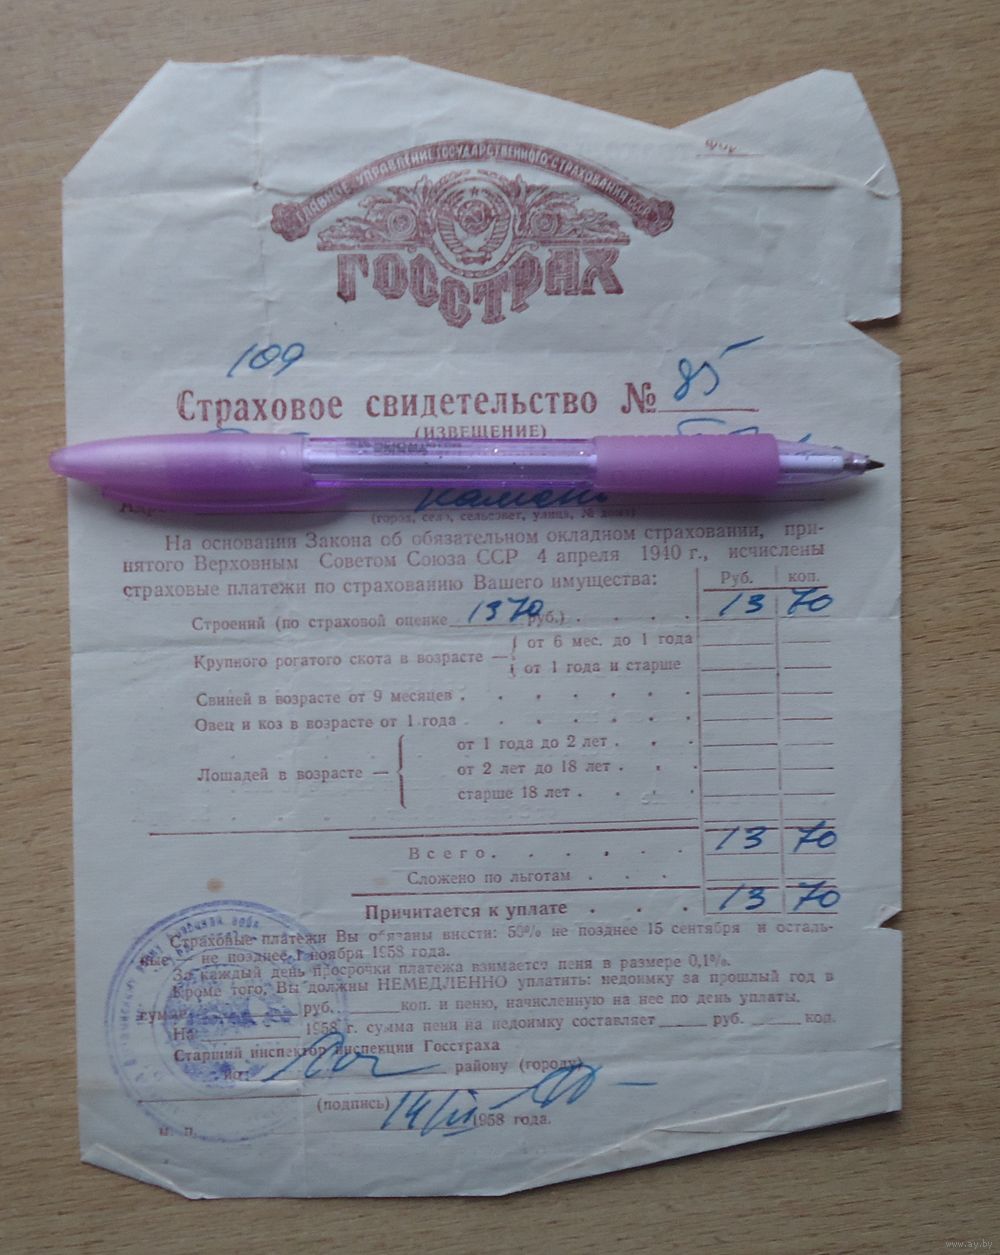 ГЛАВНОЕ УПРАВЛЕНИЕ ГОСУДАРСТВЕННОГО СТРАХОВАНИЯ СССР
ГОССТРАХ
109
Страховое свидетельство № 85
(ИЗВЕЩЕНИЕ)
Камень
(город, село, сельсовет, улица, № дома)
На основании Закона об обязательном окладном страховании, при-
нятого Верховным Советом Союза ССР 4 апреля 1940 г., исчислены
страховые платежи по страхованию Вашего имущества:
Руб. коп.
Строений (по страховой оценке 1370 руб.) . . . . 13 70
Крупного рогатого скота в возрасте — от 6 мес. до 1 года
от 1 года и старше
Свиней в возрасте от 9 месяцев . . . . . .
Овец и коз в возрасте от 1 года . . . . . .
Лошадей в возрасте — от 1 года до 2 лет . . .
от 2 лет до 18 лет . . .
старше 18 лет . . . .
Всего . . . . . . 13 70
Сложено по льготам . . . .
Причитается к уплате . . . 13 70
Страховые платежи Вы обязаны внести: 50% не позднее 15 сентября и осталь-
ные — не позднее 1 ноября 1958 года.
За каждый день просрочки платежа взимается пеня в размере 0,1%.
Кроме того, Вы должны НЕМЕДЛЕННО уплатить: недоимку за прошлый год в
сумме руб. коп. и пеню, начисленную на нее по день уплаты.
На 1958 г. сумма пени на недоимку составляет руб. коп.
Старший инспектор инспекции Госстраха
по району (городу)
(подпись)
1958 года.
м. п.
www.ay.by